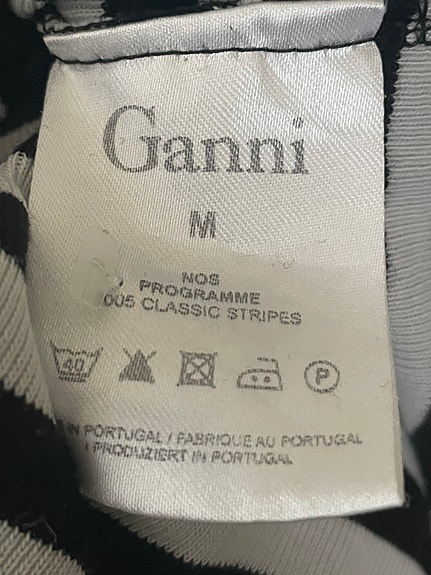 Ganni
M
NOS
PROGRAMME
005 CLASSIC STRIPES
40
P
IN PORTUGAL / FABRIQUE AU PORTUGAL
/ PRODUZIERT IN PORTUGAL